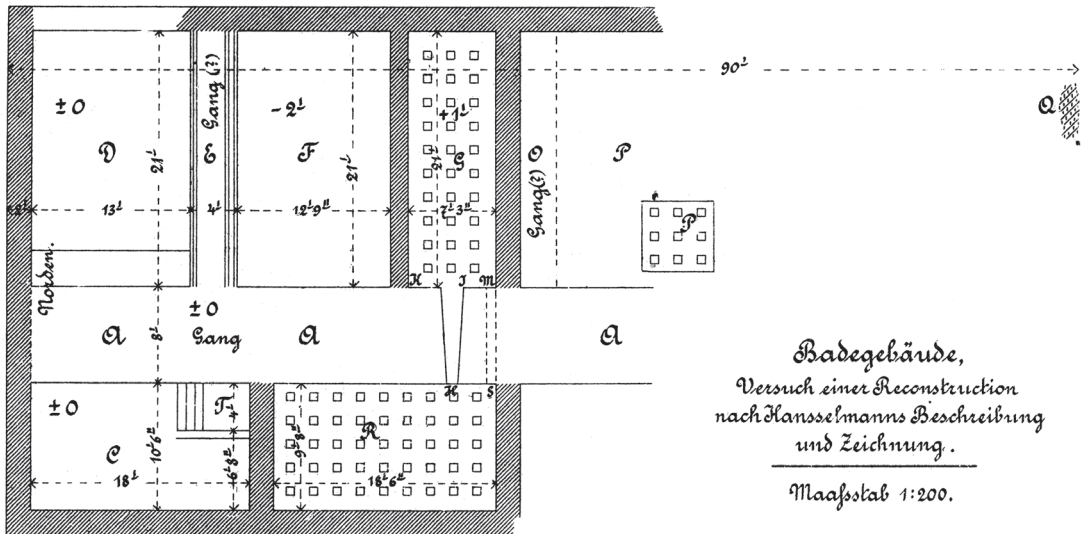 90'
±0
Gang (?)
-2'
+1'
Q
D
E
F
G
Gang (?) O
P
21'
21'
21'
2'
13'
4'
12'9"
7'3"
P
Norden.
K
J
M
±0
A
8'
Gang
A
A
H
S
±0
T
4'
C
10'6"
6'8"
9'8"
R
18'
18'6"
Badegebäude,
Versuch einer Reconstruction
nach Hansselmanns Beschreibung
und Zeichnung.
Maaſsstab 1:200.